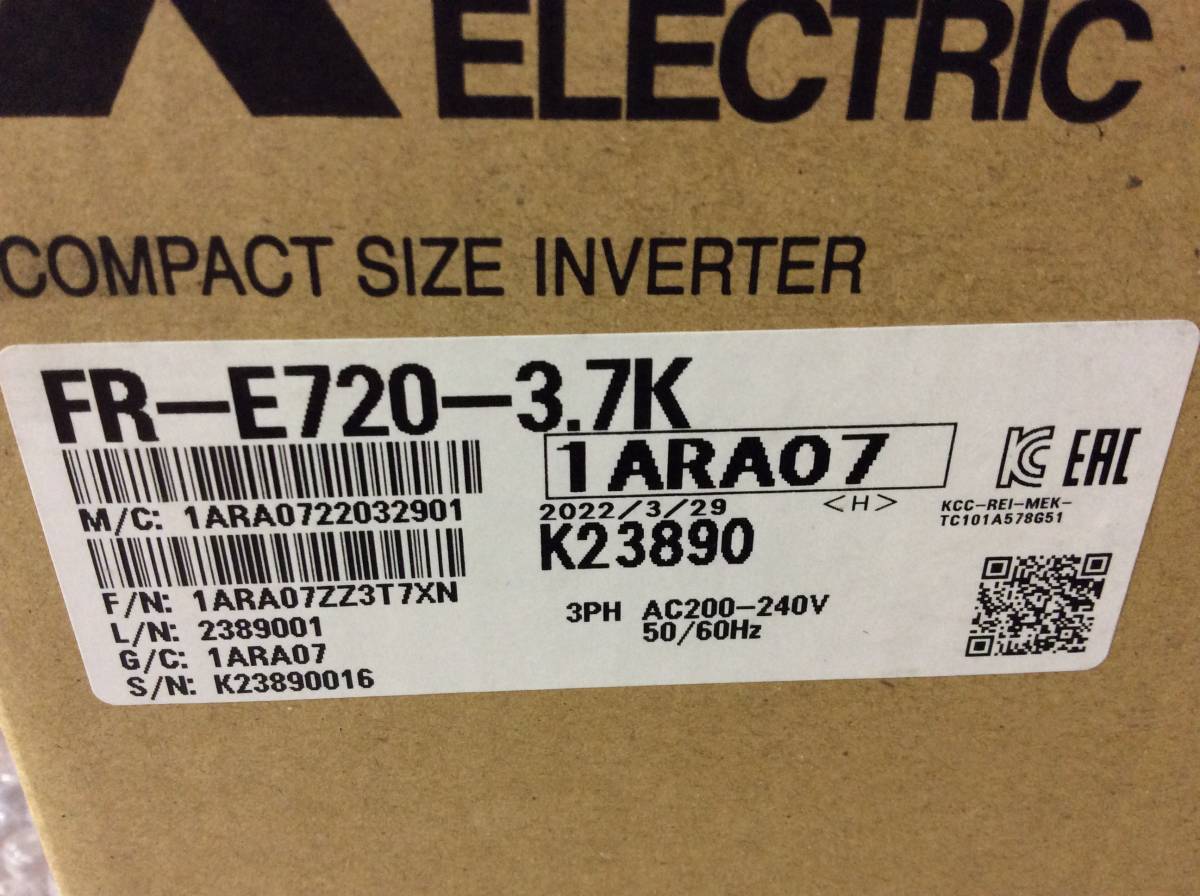 ELECTRIC
COMPACT SIZE INVERTER
FR-E720-3.7K
1ARA07
M/C: 1ARA0722032901
2022/3/29 <H>
K23890
KCC-REI-MEK-
TC101A578G51
EAC
F/N: 1ARA07ZZ3T7XN
L/N: 2389001
G/C: 1ARA07
S/N: K23890016
3PH AC200-240V
50/60Hz